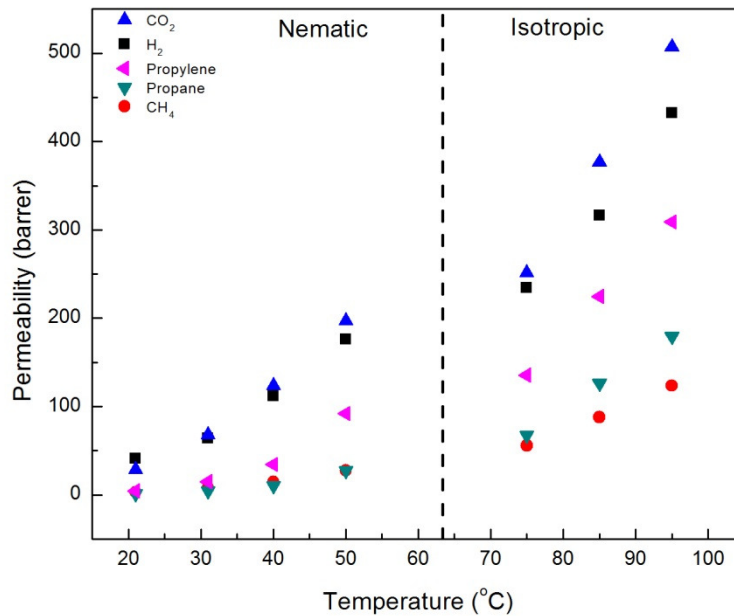 Nematic Isotropic
CO2
H2
Propylene
Propane
CH4
500
400
300
200
100
0
Permeability (barrer)
20 30 40 50 60 70 80 90 100
Temperature (oC)